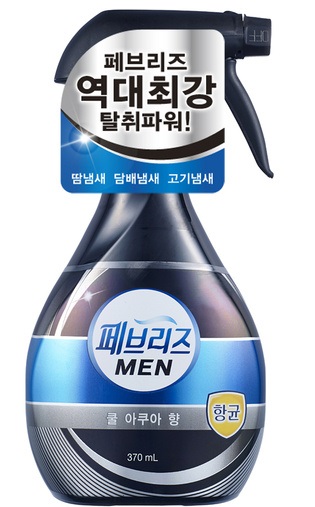 페브리즈
역대최강
탈취파워!
땀냄새 담배냄새 고기냄새
페브리즈
MEN
쿨 아쿠아 향
항균
370 mL